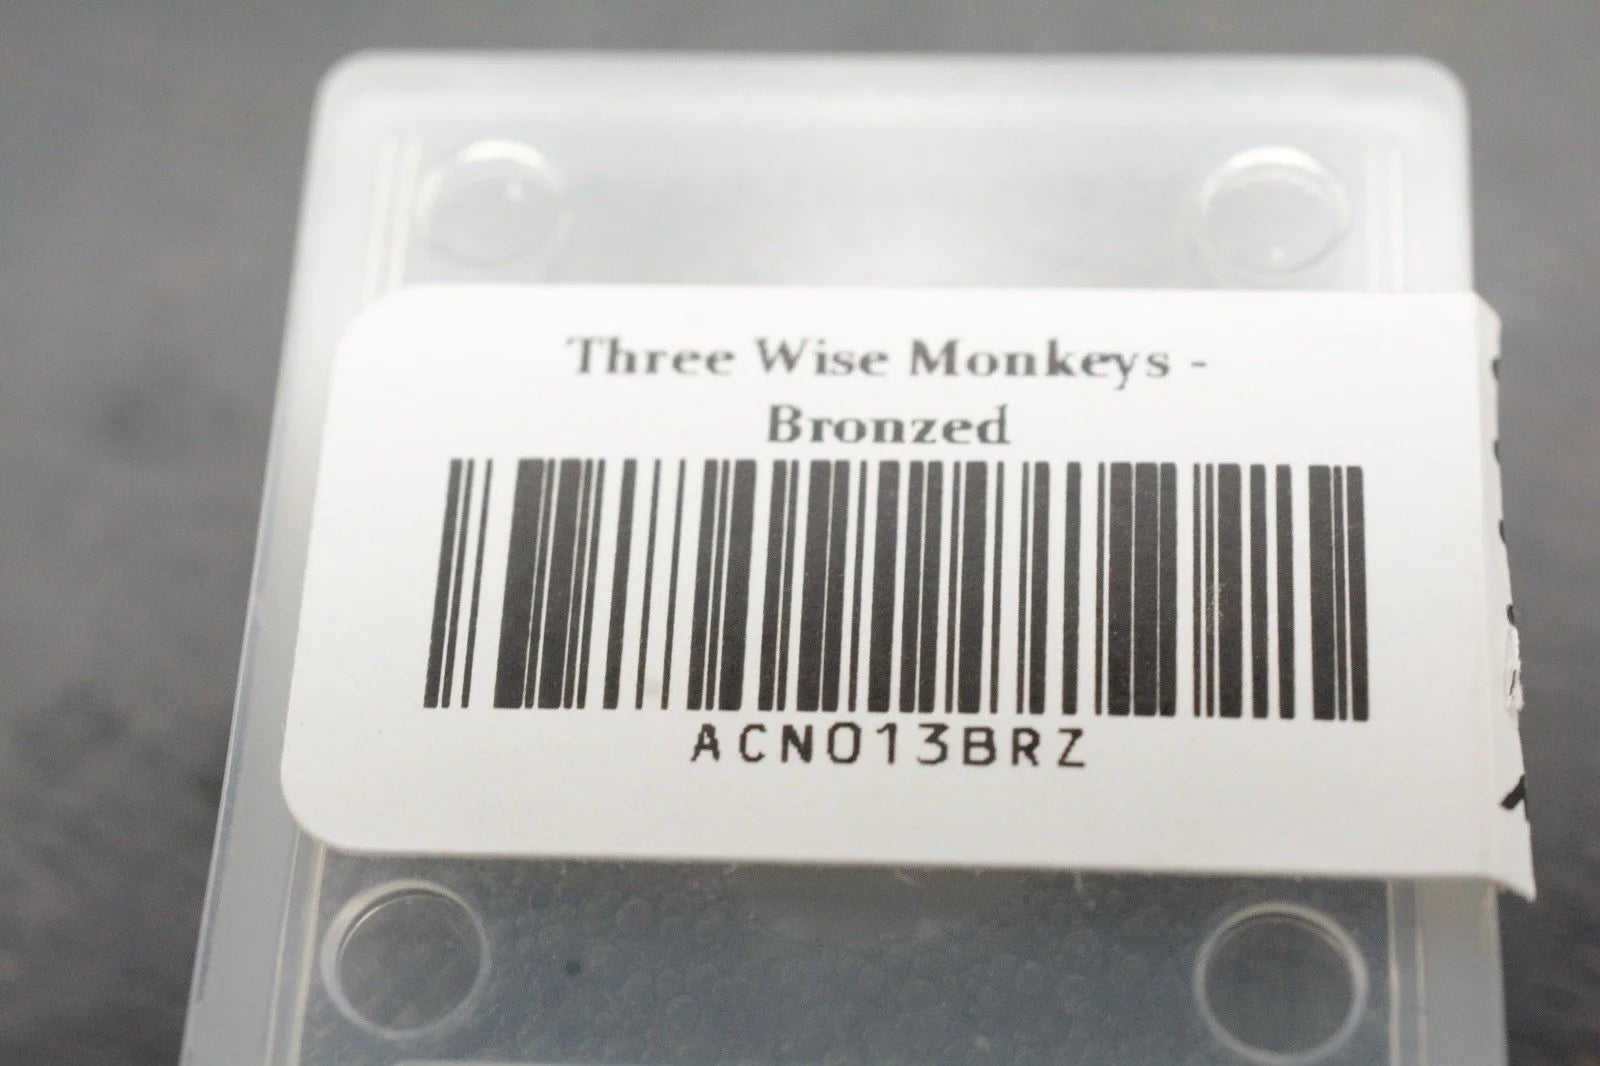 Three Wise Monkeys -
Bronzed
ACN013BRZ